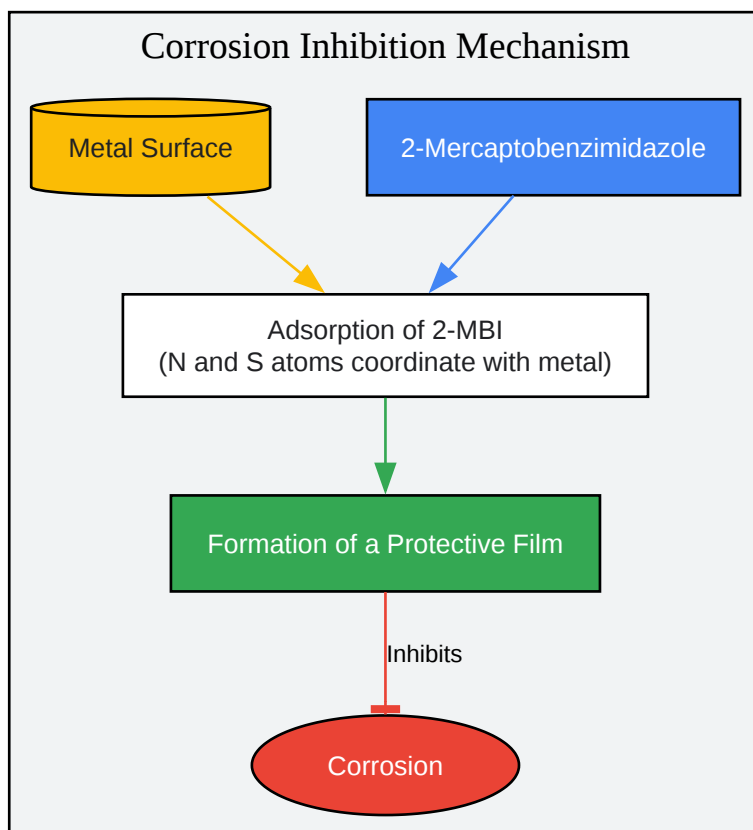 Corrosion Inhibition Mechanism
Metal Surface
2-Mercaptobenzimidazole
Adsorption of 2-MBI
(N and S atoms coordinate with metal)
Formation of a Protective Film
Inhibits
Corrosion